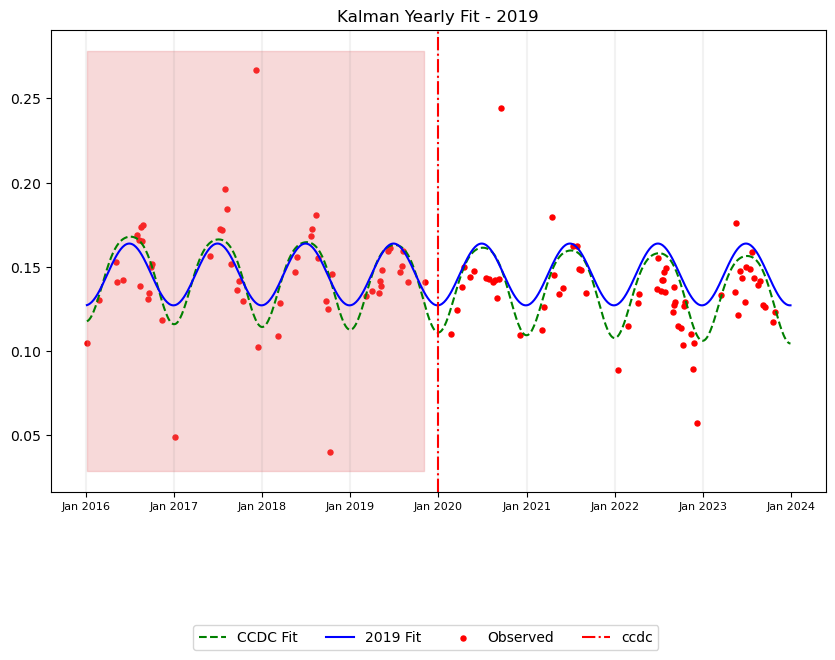 Kalman Yearly Fit - 2019
0.25
0.20
0.15
0.10
0.05
Jan 2016 Jan 2017 Jan 2018 Jan 2019 Jan 2020 Jan 2021 Jan 2022 Jan 2023 Jan 2024
CCDC Fit 2019 Fit Observed ccdc